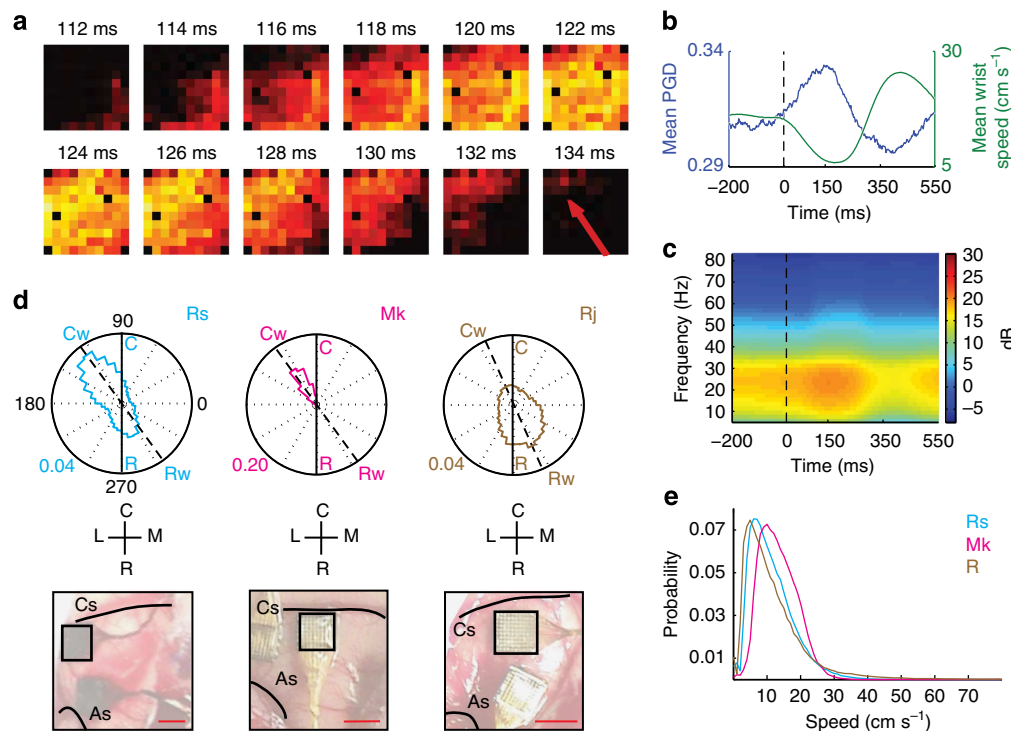 a
112 ms 114 ms 116 ms 118 ms 120 ms 122 ms
124 ms 126 ms 128 ms 130 ms 132 ms 134 ms
b
0.34
0.29
Mean PGD
30
5
Mean wrist
speed (cm s⁻¹)
−200 0 150 350 550
Time (ms)
c
80
70
60
50
40
30
20
10
Frequency (Hz)
−200 0 150 350 550
Time (ms)
30
25
20
15
10
5
0
−5
dB
d
Rs
90
Cw C
180 0
0.04 R Rw
270
Mk
Cw C
0.20 R Rw
Rj
Cw C
0.04 R Rw
C
L M
R
C
L M
R
C
L M
R
Cs
As
Cs
As
Cs
As
e
0.07
0.05
0.03
0.01
Probability
Rs
Mk
R
10 20 30 40 50 60 70
Speed (cm s⁻¹)